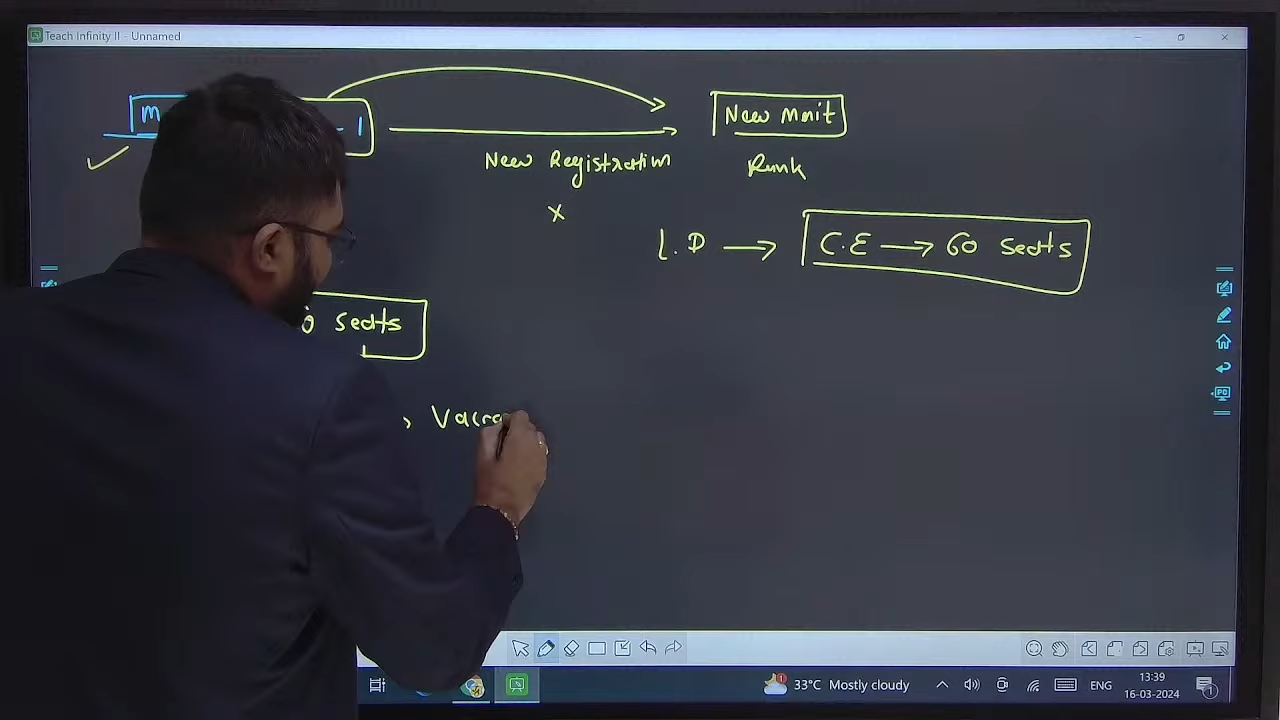 Teach Infinity II - Unnamed
New Merit
New Registration
Rank
x
L.D → C.E → 60 seats
seats
33°C Mostly cloudy
ENG
13:39
16-03-2024